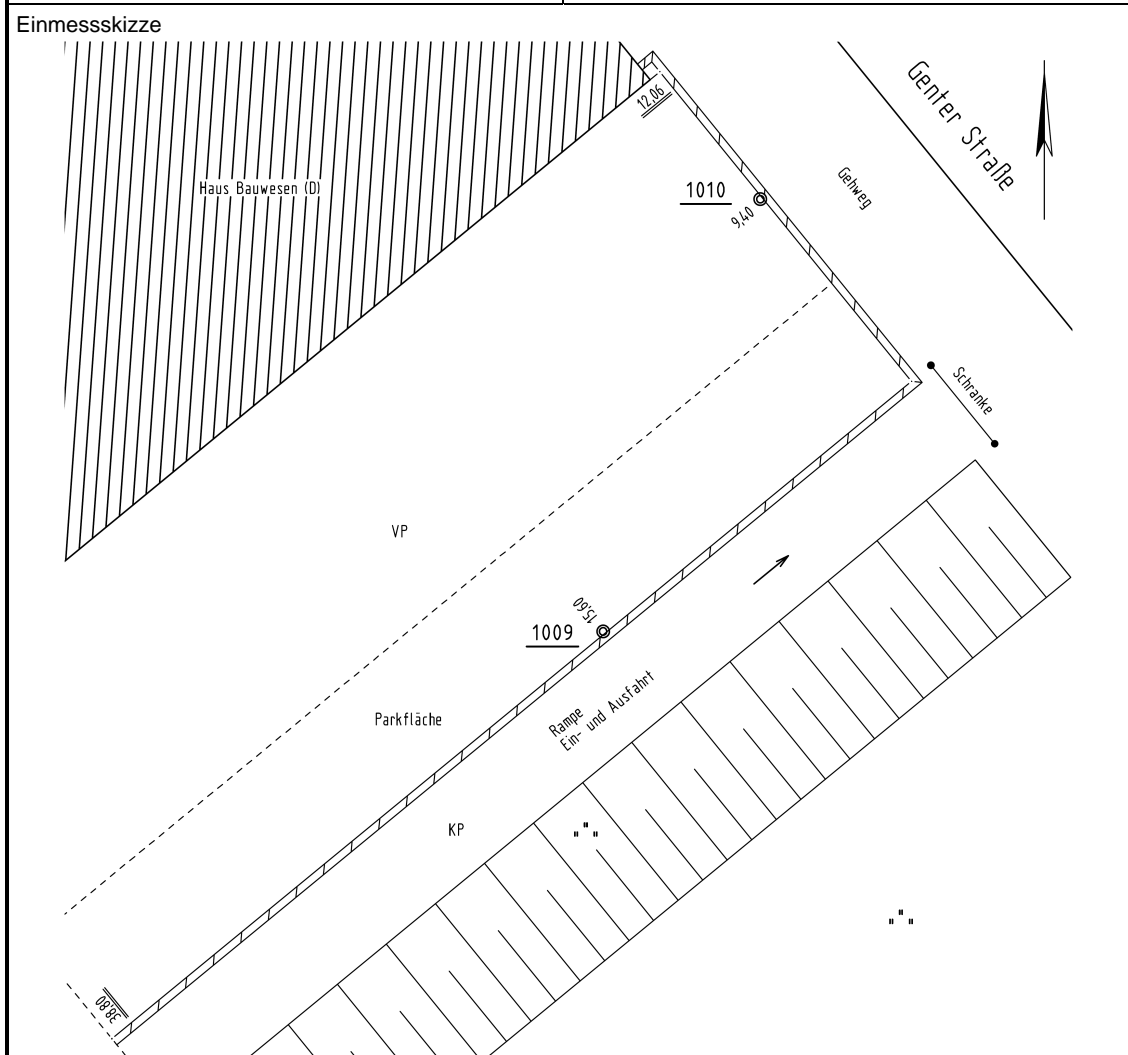 Einmessskizze
Genter Straße
12,06
Haus Bauwesen (D)
1010
Gehweg
9,40
Schranke
VP
15,60
1009
Rampe
Ein- und Ausfahrt
Parkfläche
KP
38,80